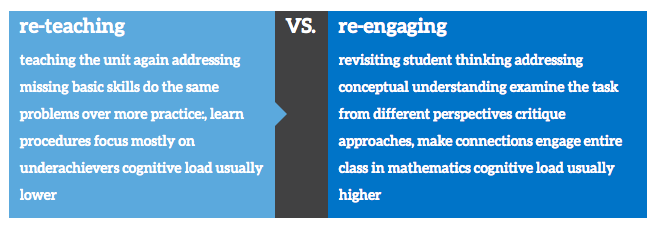 re-teaching
teaching the unit again addressing
missing basic skills do the same
problems over more practice:, learn
procedures focus mostly on
underachievers cognitive load usually
lower
VS.
re-engaging
revisiting student thinking addressing
conceptual understanding examine the task
from different perspectives critique
approaches, make connections engage entire
class in mathematics cognitive load usually
higher